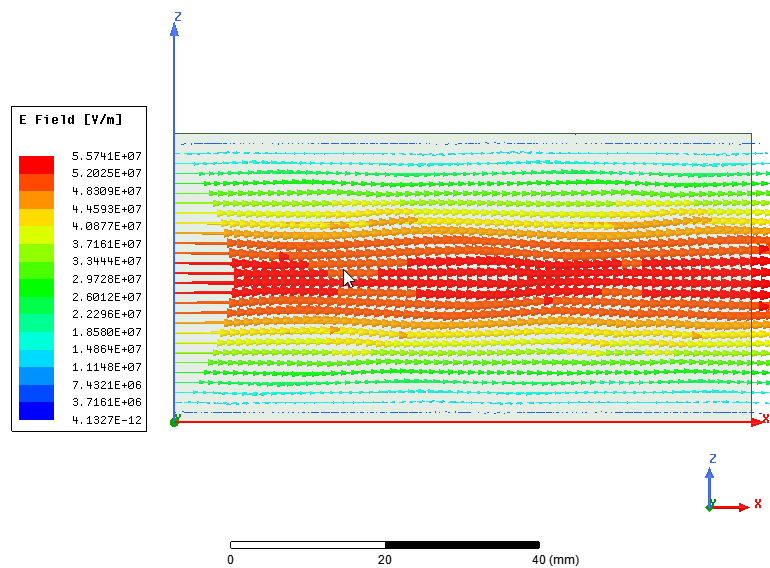 Z
E Field [V/m]
5.5741E+07
5.2025E+07
4.8309E+07
4.4593E+07
4.0877E+07
3.7161E+07
3.3444E+07
2.9728E+07
2.6012E+07
2.2296E+07
1.8580E+07
1.4864E+07
1.1148E+07
7.4321E+06
3.7161E+06
4.1327E-12
Y
X
Z
Y
X
0
20
40 (mm)